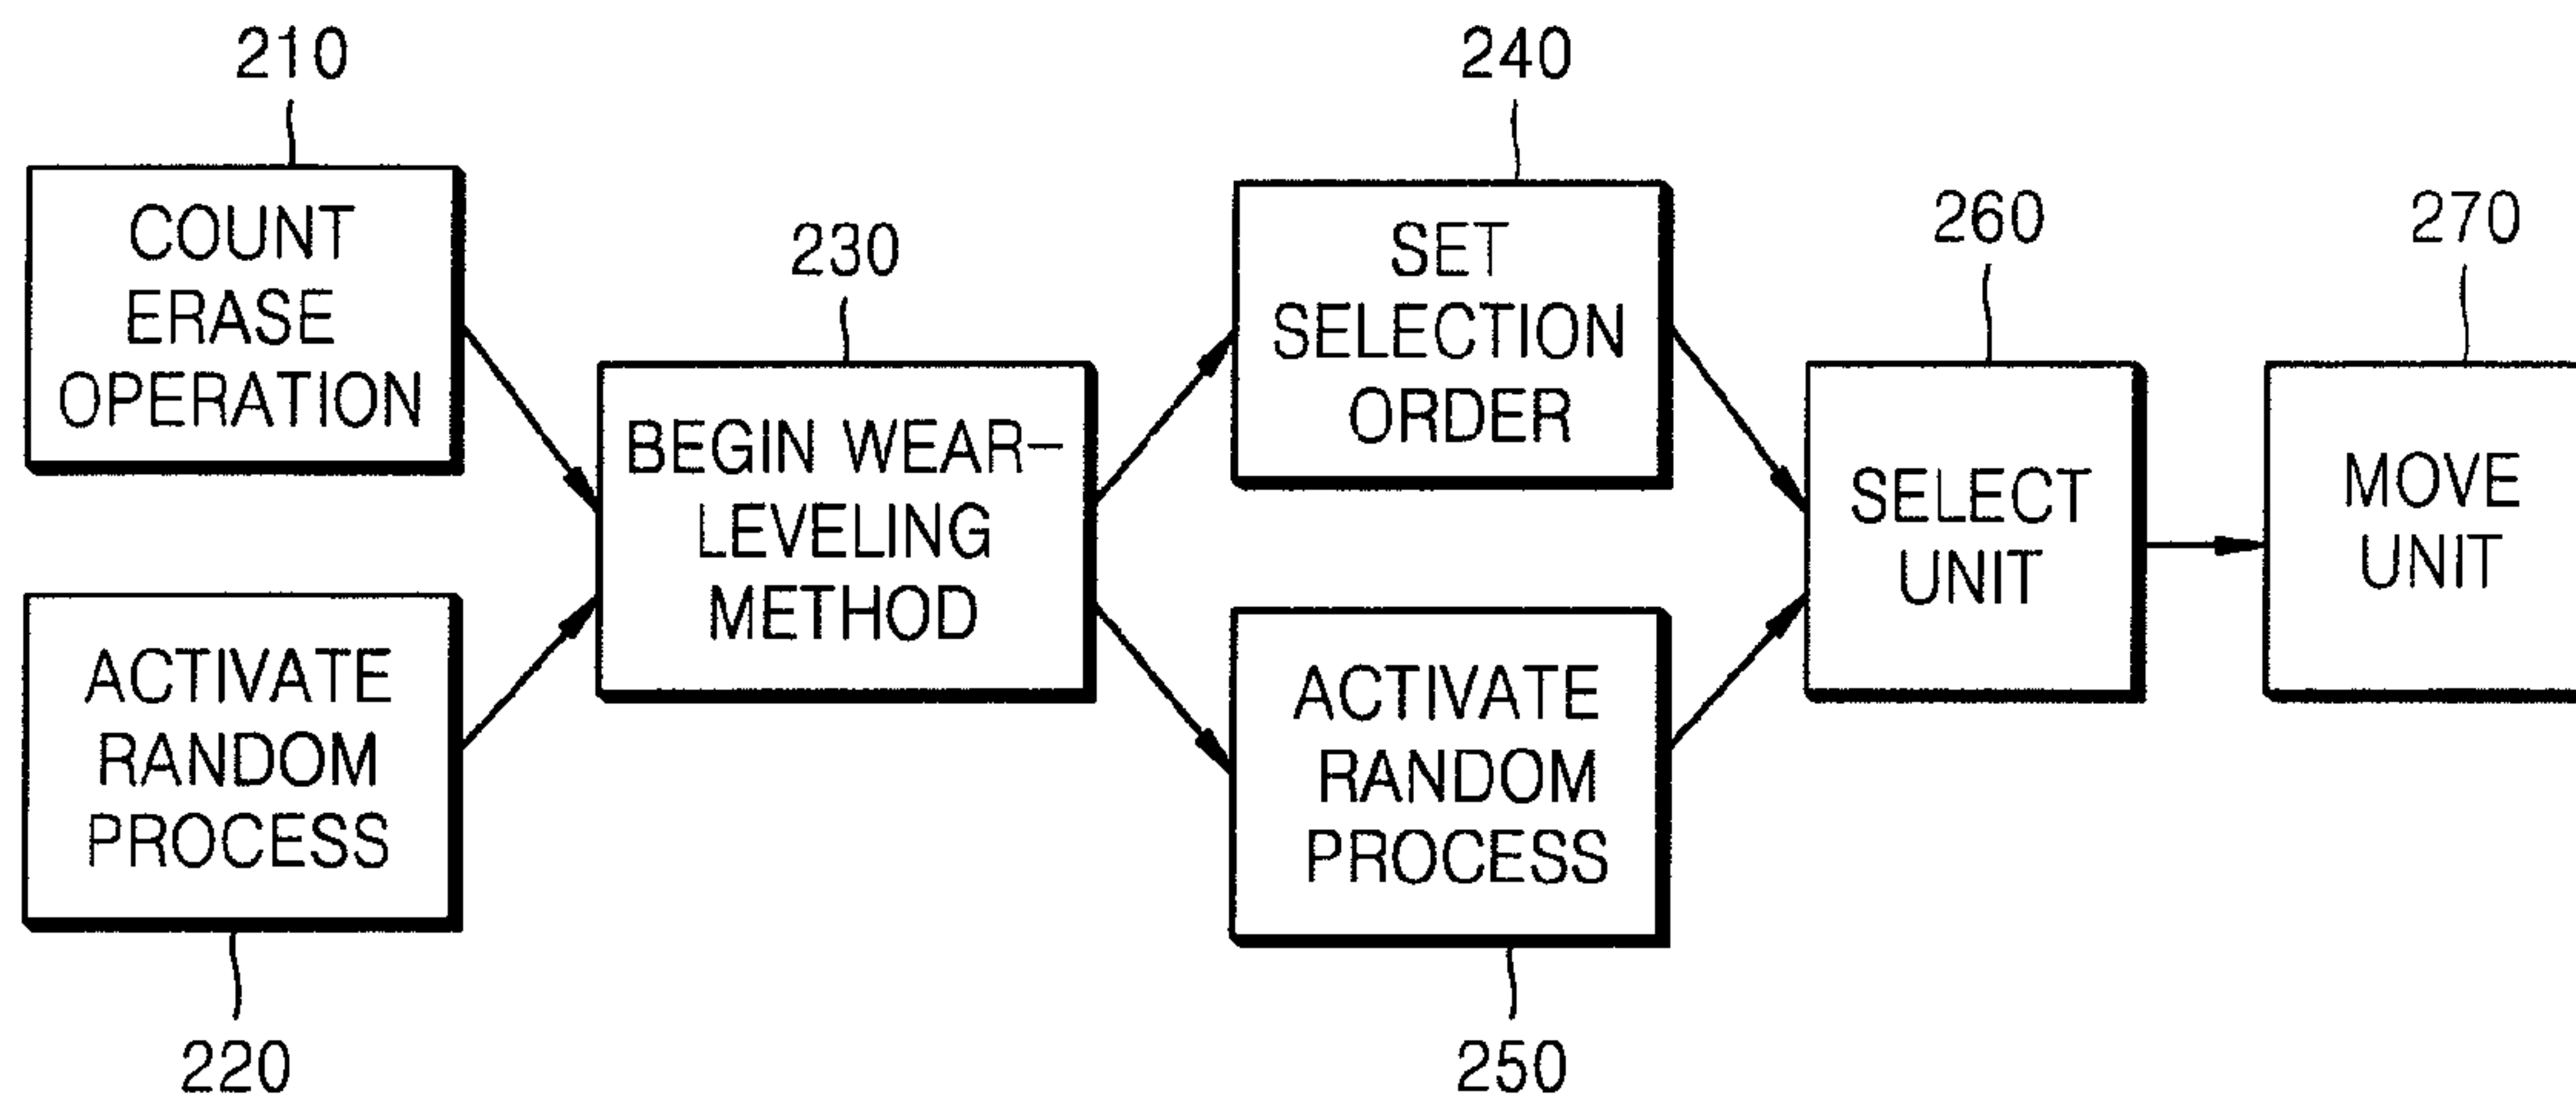 210
COUNT
ERASE
OPERATION
ACTIVATE
RANDOM
PROCESS
220
230
BEGIN WEAR-
LEVELING
METHOD
240
SET
SELECTION
ORDER
ACTIVATE
RANDOM
PROCESS
250
260
SELECT
UNIT
270
MOVE
UNIT